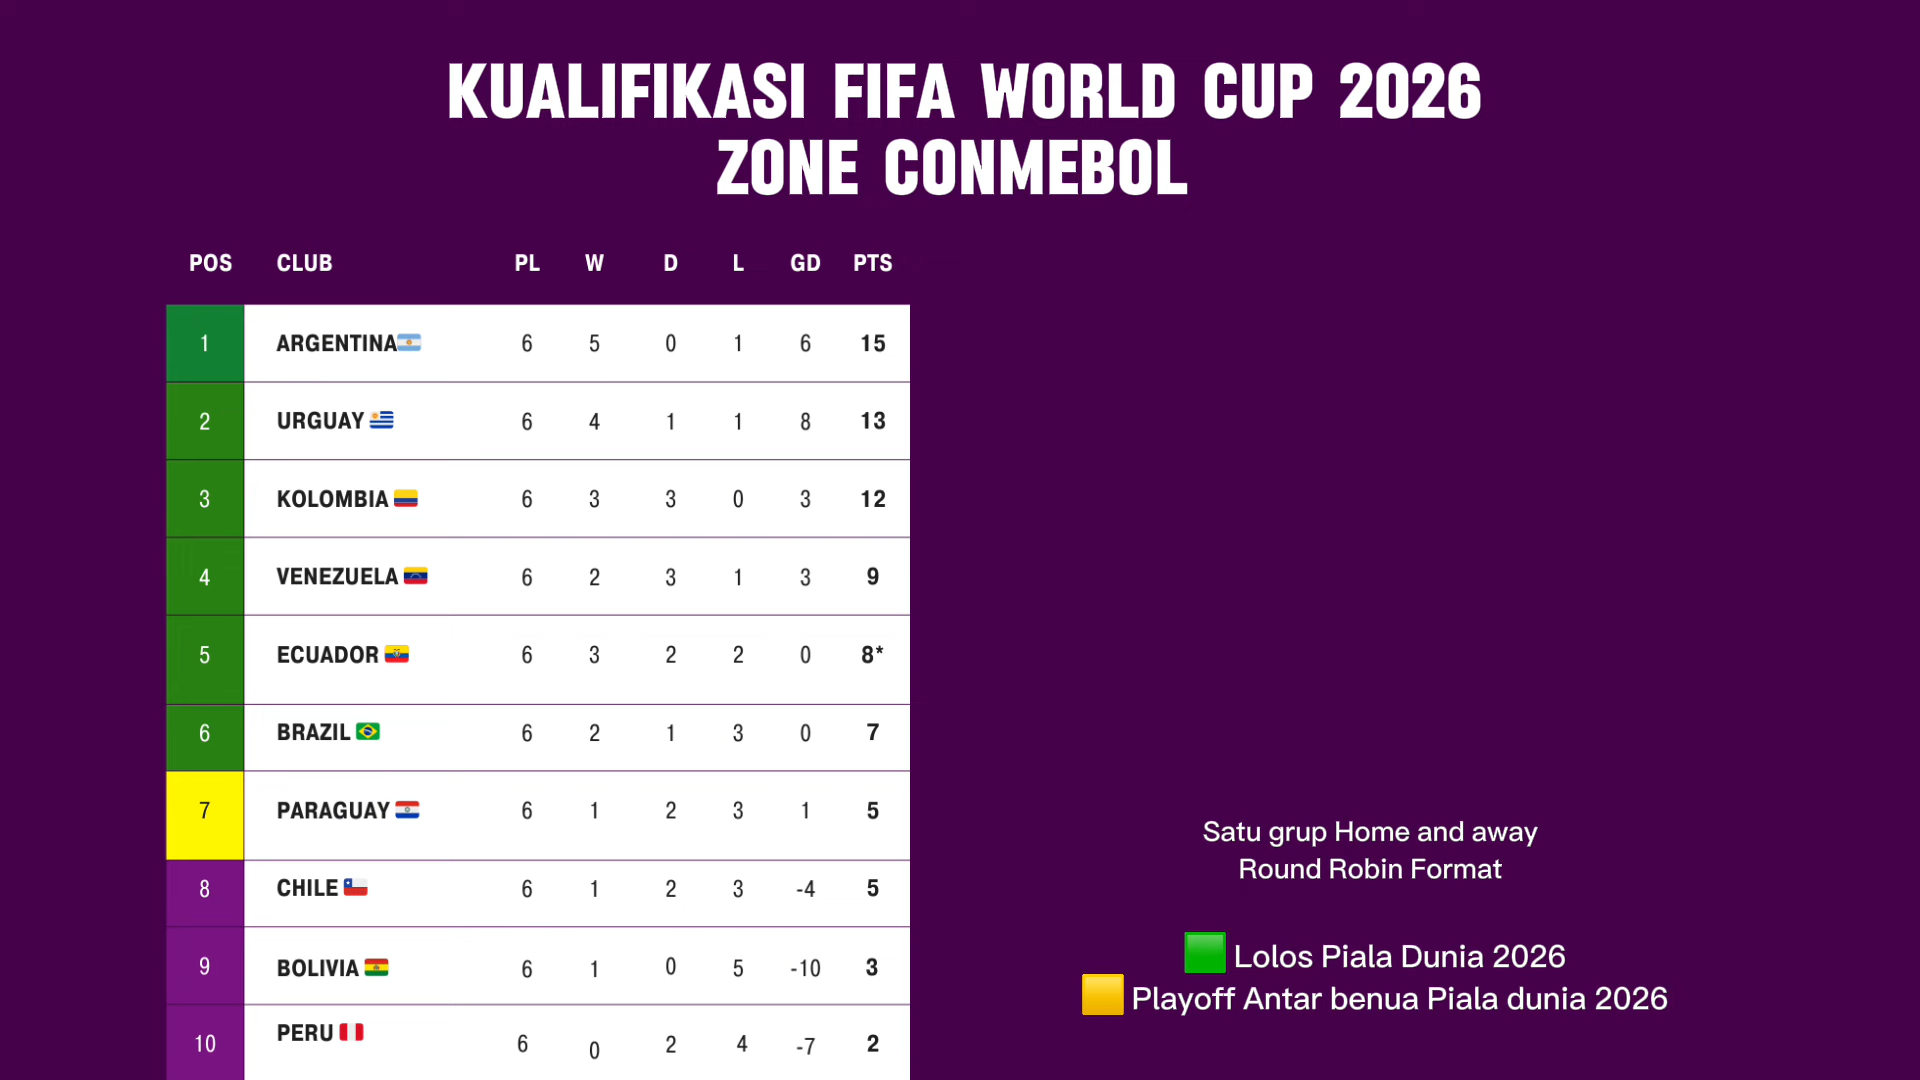 KUALIFIKASI FIFA WORLD CUP 2026
ZONE CONMEBOL
POS CLUB PL W D L GD PTS
1 ARGENTINA 6 5 0 1 6 15
2 URGUAY 6 4 1 1 8 13
3 KOLOMBIA 6 3 3 0 3 12
4 VENEZUELA 6 2 3 1 3 9
5 ECUADOR 6 3 2 2 0 8*
6 BRAZIL 6 2 1 3 0 7
7 PARAGUAY 6 1 2 3 1 5
8 CHILE 6 1 2 3 -4 5
9 BOLIVIA 6 1 0 5 -10 3
10 PERU 6 0 2 4 -7 2
Satu grup Home and away
Round Robin Format
Lolos Piala Dunia 2026
Playoff Antar benua Piala dunia 2026